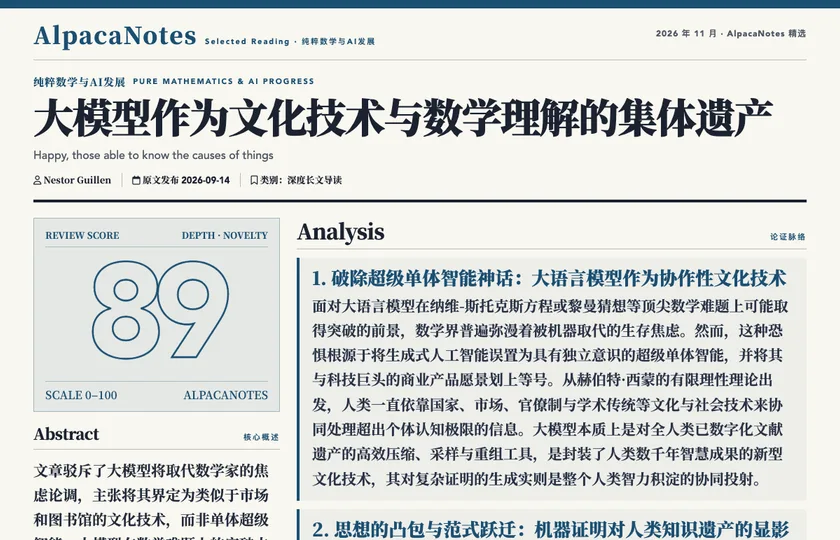 AlpacaNotes Selected Reading · 纯粹数学与AI发展
2026 年 11 月 · AlpacaNotes 精选
纯粹数学与AI发展 PURE MATHEMATICS & AI PROGRESS
大模型作为文化技术与数学理解的集体遗产
Happy, those able to know the causes of things
Nestor Guillen 原文发布 2026-09-14 类别：深度长文导读
REVIEW SCORE DEPTH · NOVELTY
89
SCALE 0–100 ALPACANOTES
Abstract 核心概述
文章驳斥了大模型将取代数学家的焦
虑论调，主张将其界定为类似于市场
和图书馆的文化技术，而非单体超级
Analysis 论证脉络
1. 破除超级单体智能神话：大语言模型作为协作性文化技术
面对大语言模型在纳维-斯托克斯方程或黎曼猜想等顶尖数学难题上可能取
得突破的前景，数学界普遍弥漫着被机器取代的生存焦虑。然而，这种恐
惧根源于将生成式人工智能误置为具有独立意识的超级单体智能，并将其
与科技巨头的商业产品愿景划上等号。从赫伯特·西蒙的有限理性理论出
发，人类一直依靠国家、市场、官僚制与学术传统等文化与社会技术来协
同处理超出个体认知极限的信息。大模型本质上是对全人类已数字化文献
遗产的高效压缩、采样与重组工具，是封装了人类数千年智慧成果的新型
文化技术，其对复杂证明的生成实则是整个人类智力积淀的协同投射。
2. 思想的凸包与范式跃迁：机器证明对人类知识遗产的显影